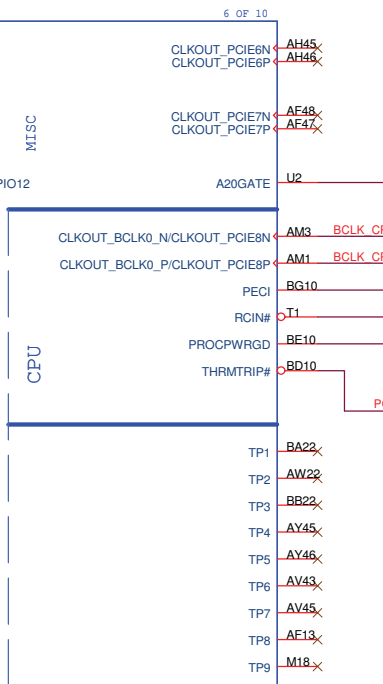 6 OF 10
CLKOUT_PCIE6N AH45
CLKOUT_PCIE6P AH46
CLKOUT_PCIE7N AF48
CLKOUT_PCIE7P AF47
MISC
PIO12
A20GATE U2
CLKOUT_BCLK0_N/CLKOUT_PCIE8N AM3 BCLK_CP
CLKOUT_BCLK0_P/CLKOUT_PCIE8P AM1 BCLK_CP
PECI BG10
RCIN# T1
PROCPWRGD BE10
THRMTRIP# BD10
CPU
TP1 BA22
TP2 AW22
TP3 BB22
TP4 AY45
TP5 AY46
TP6 AV43
TP7 AV45
TP8 AF13
TP9 M18